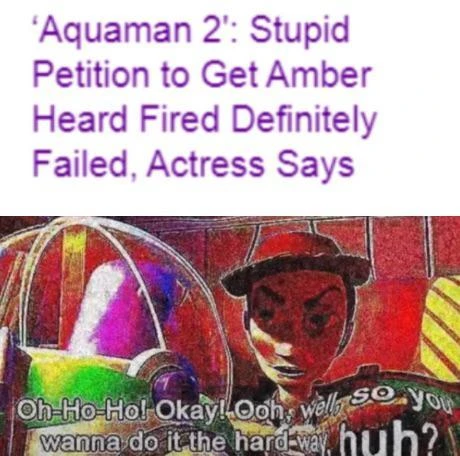 ‘Aquaman 2': Stupid
Petition to Get Amber
Heard Fired Definitely
Failed, Actress Says
Oh-Ho-Ho! Okay! Ooh, well, so you
wanna do it the hard way, huh?